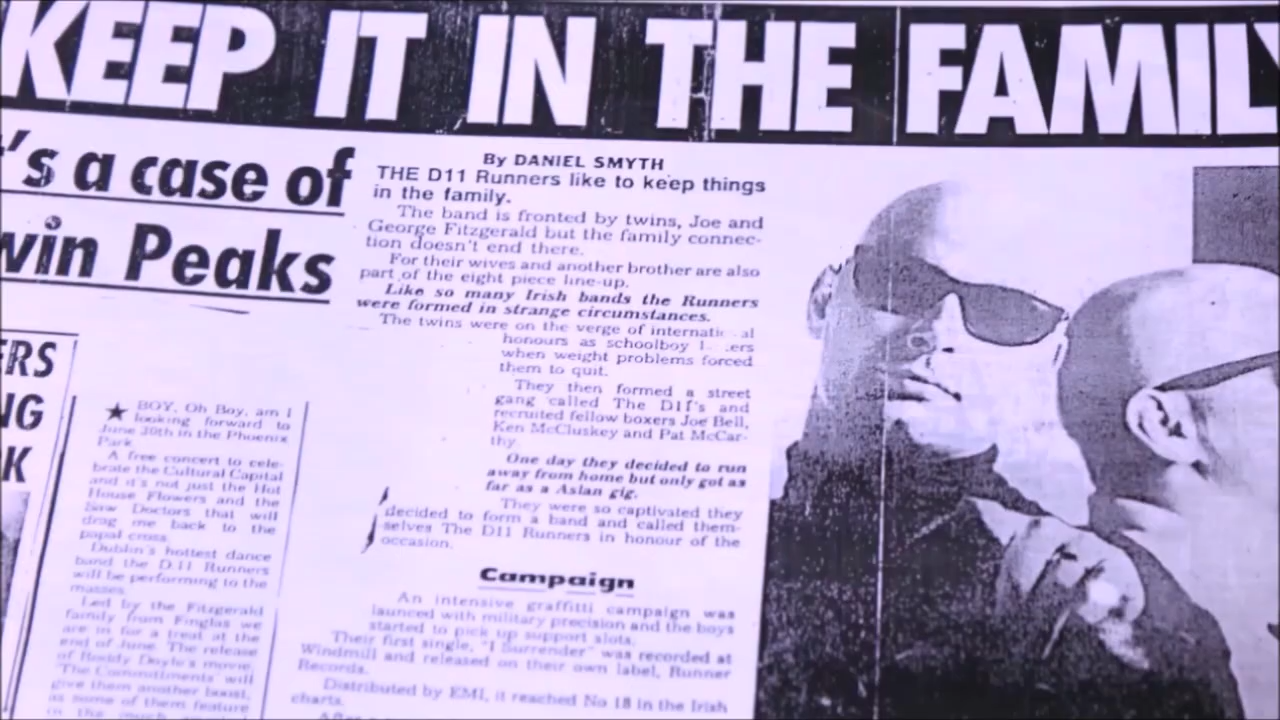 KEEP IT IN THE FAMILY
's a case of
win Peaks
By DANIEL SMYTH
THE D11 Runners like to keep things
in the family.
The band is fronted by twins, Joe and
George Fitzgerald but the family connec-
tion doesn't end there.
For their wives and another brother are also
part of the eight piece line-up.
Like so many Irish bands the Runners
were formed in strange circumstances.
The twins were on the verge of internati al
honours as schoolboy ers
when weight problems forced
them to quit.
They then formed a street
gang called The D11's and
recruited fellow boxers Joe Bell,
Ken McCluskey and Pat McCar-
thy.
One day they decided to run
away from home but only got as
far as a Aslan gig.
They were so captivated they
decided to form a band and called them-
selves The D11 Runners in honour of the
occasion.
Campaign
An intensive graffitti campaign was
launced with military precision and the boys
started to pick up support slots.
Their first single, "I Surrender" was recorded at
Windmill and released on their own label, Runner
Records.
Distributed by EMI, it reached No 18 in the Irish
charts.
ERS
NG
K
★ BOY, Oh Boy, am I
looking forward to
June 30th in the Phoenix
Park.
A free concert to cele-
brate the Cultural Capital
and it's not just the Hot
House Flowers and the
Saw Doctors that will
drag me back to the
papal cross.
Dublin's hottest dance
band the D.11 Runners
will be performing to the
masses.
Led by the Fitzgerald
family from Finglas we
are in for a treat at the
end of June. The release
of Roddy Doyle's movie,
'The Commitments' will
give them another boost,
as some of them feature
in the much